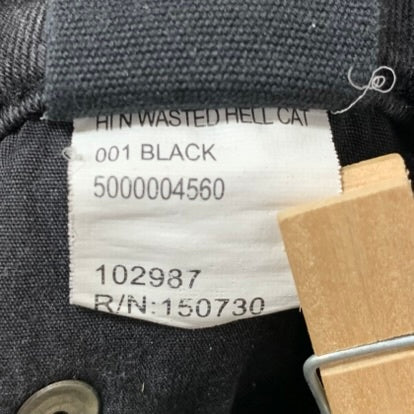 HI N WASTED HELL CAT
001 BLACK
5000004560
102987
R/N:150730